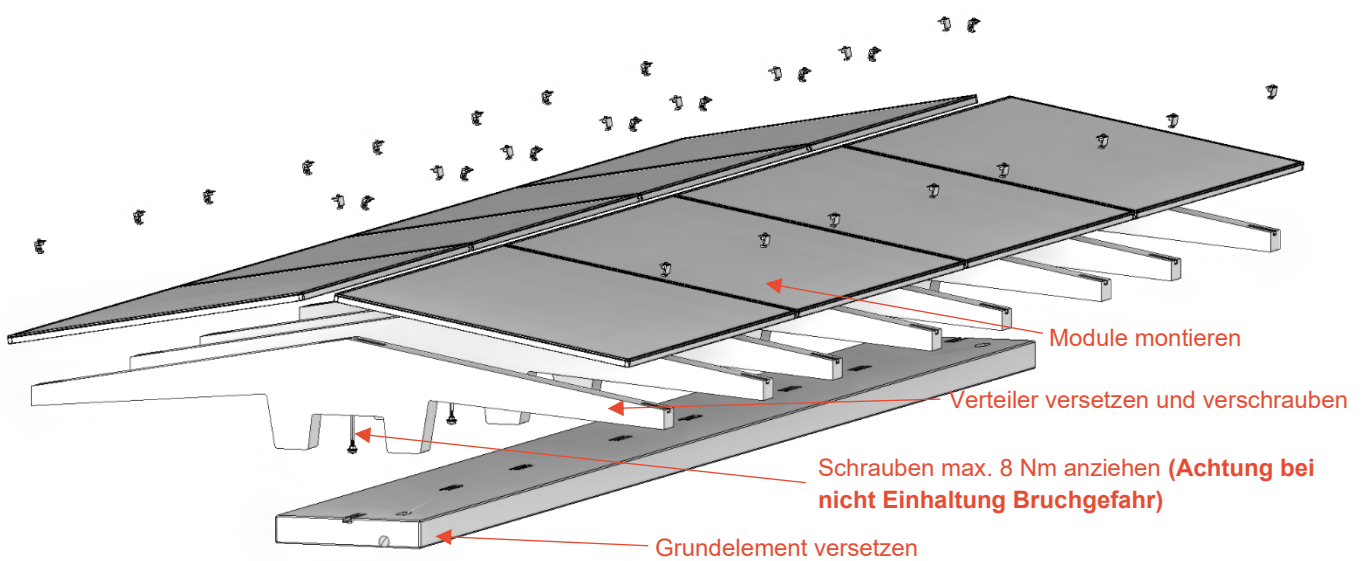 Module montieren
Verteiler versetzen und verschrauben
Schrauben max. 8 Nm anziehen (Achtung bei
nicht Einhaltung Bruchgefahr)
Grundelement versetzen